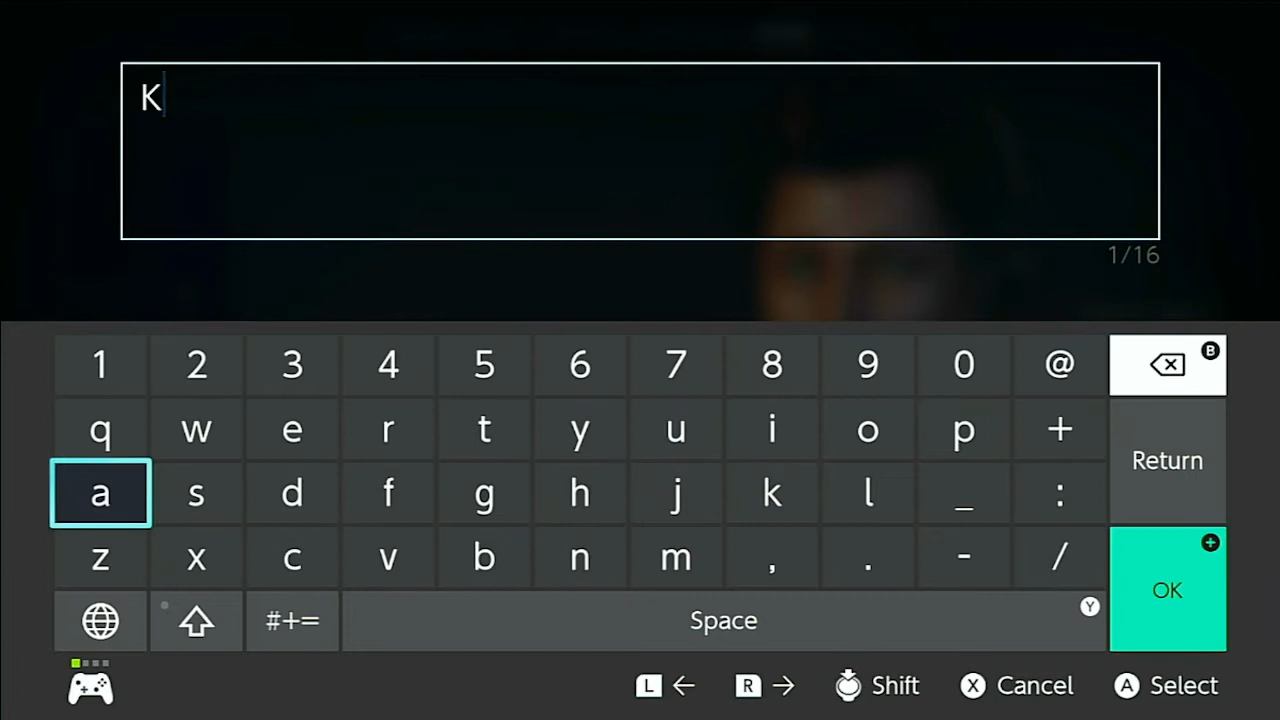 K
1/16
1 2 3 4 5 6 7 8 9 0 @ B
q w e r t y u i o p + Return
a s d f g h j k l _ :
z x c v b n m , . - / + OK
#+= Space Y
L ← R → Shift X Cancel A Select